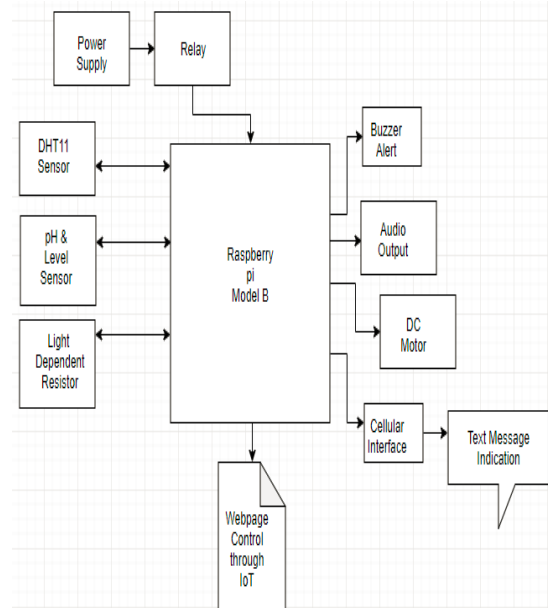 Power
Supply
Relay
DHT11
Sensor
pH &
Level
Sensor
Light
Dependent
Resistor
Raspberry
pi
Model B
Buzzer
Alert
Audio
Output
DC
Motor
Cellular
Interface
Text Message
Indication
Webpage
Control
through
IoT